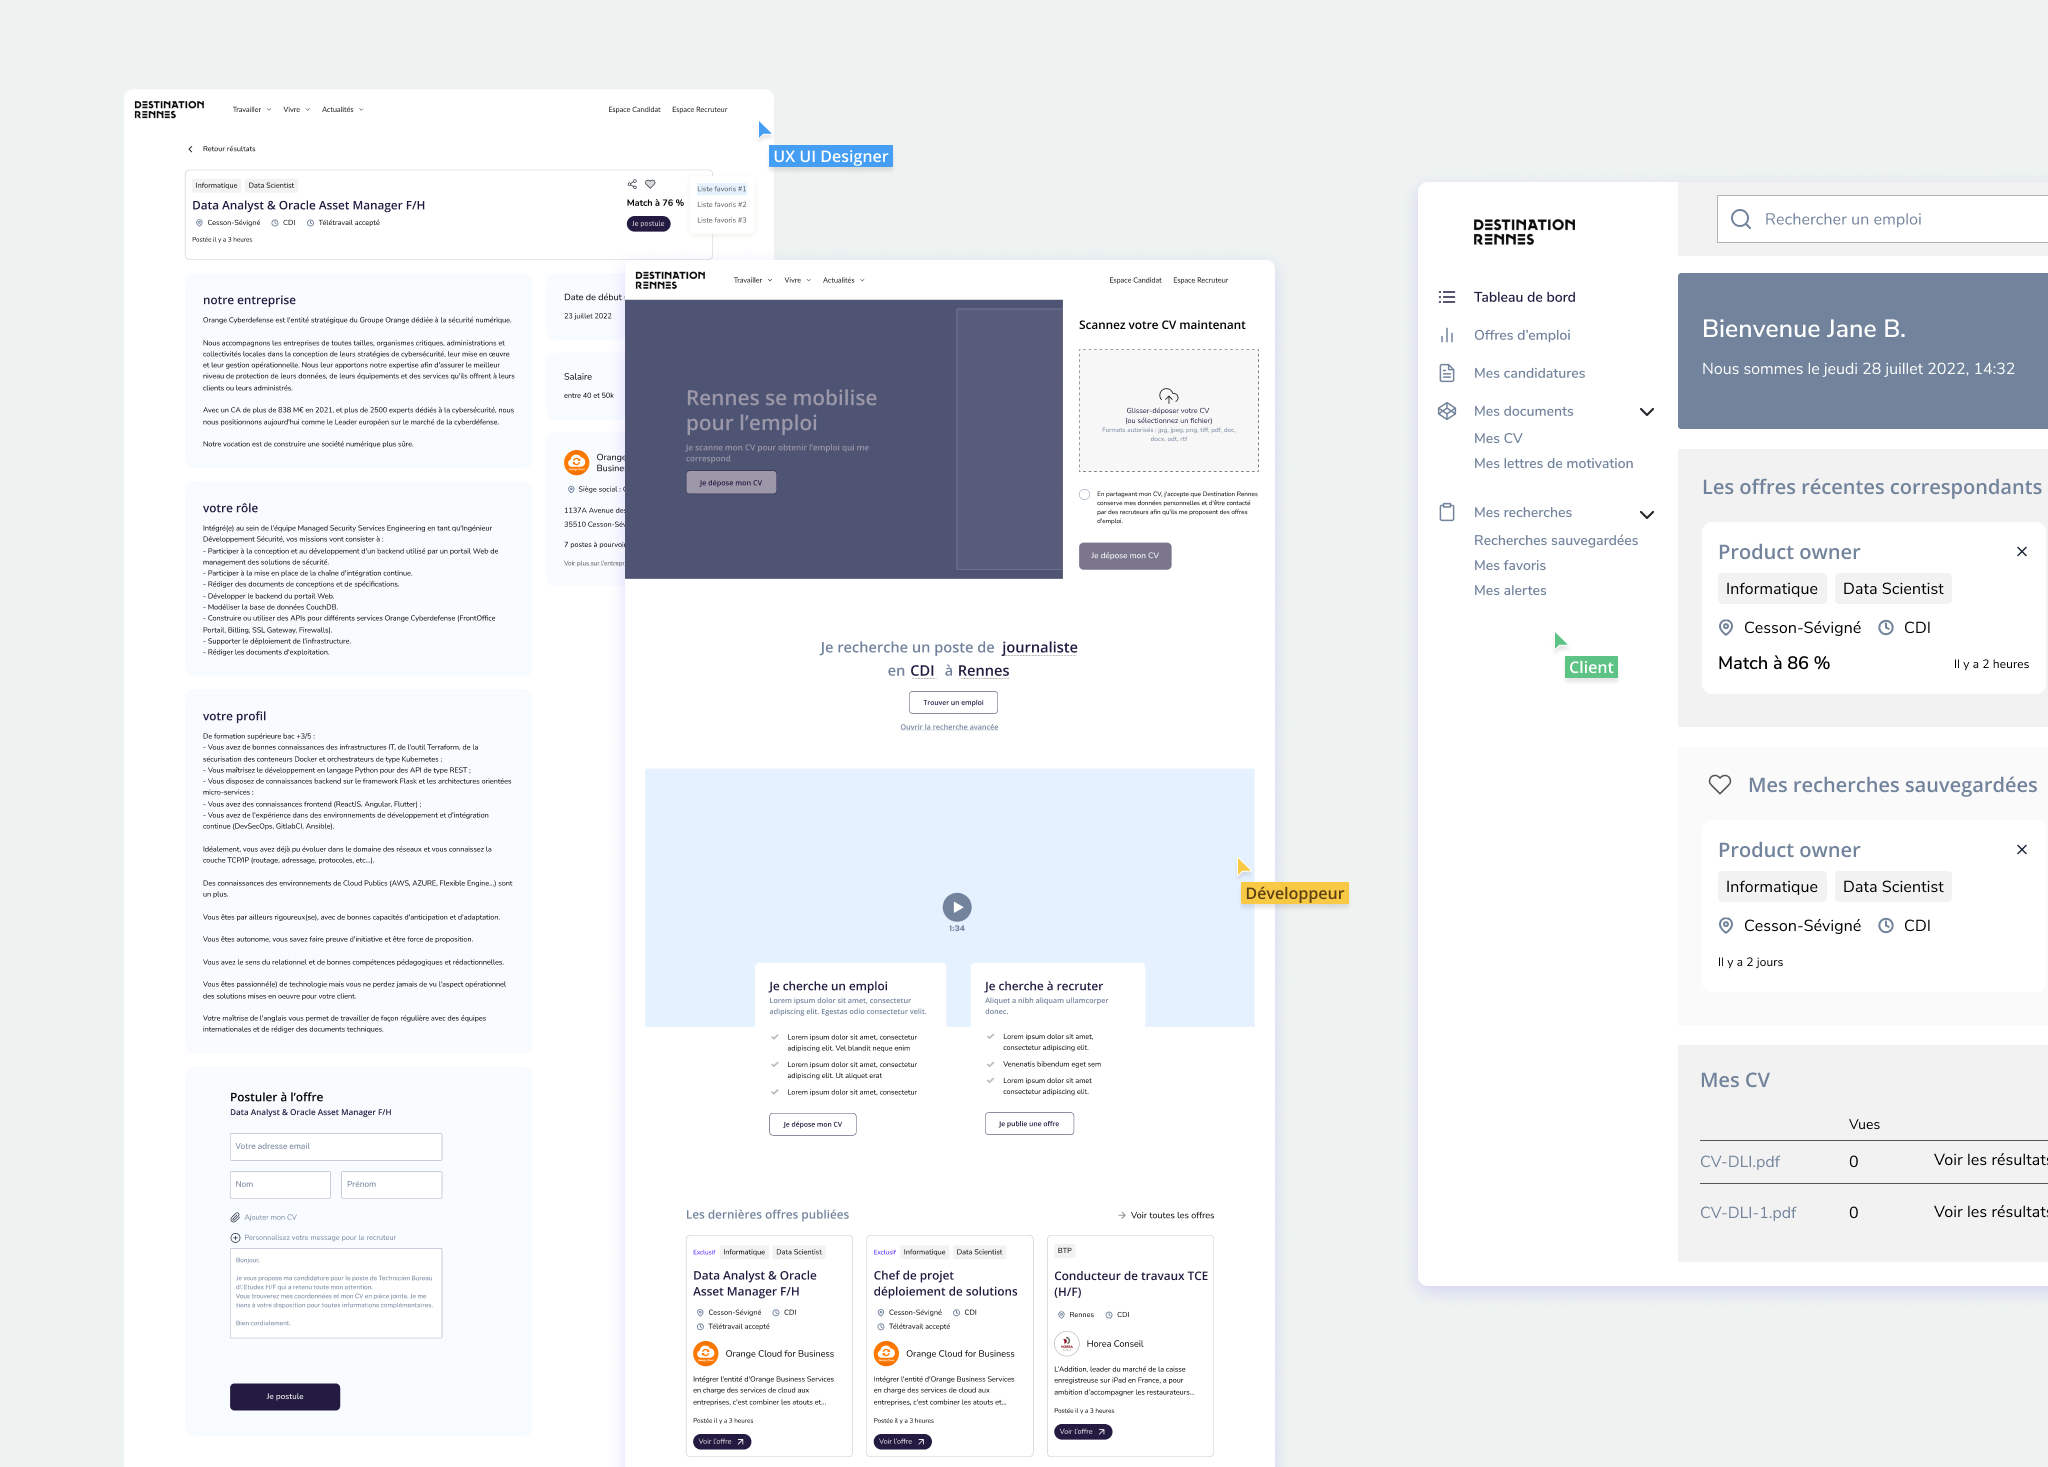 DESTINATION
RENNES
Travailler
Vivre
Actualités
Espace Candidat
Espace Recruteur
UX UI Designer
Retour résultats
Informatique
Data Scientist
Data Analyst & Oracle Asset Manager F/H
Cesson-Sévigné
CDI
Télétravail accepté
Postée il y a 3 heures
Match à 76 %
Je postule
Liste favoris #1
Liste favoris #2
Liste favoris #3
notre entreprise
Orange Cyberdefense est l'entité stratégique du Groupe Orange dédiée à la sécurité numérique.
Nous accompagnons les entreprises de toutes tailles, organismes critiques, administrations et
collectivités locales dans la conception de leurs stratégies de cybersécurité, leur mise en œuvre
et leur gestion opérationnelle. Nous leur apportons notre expertise afin d'assurer le meilleur
niveau de protection de leurs données, de leurs équipements et des services qu'ils offrent à leurs
clients ou leurs administrés.
Avec un CA de plus de 838 M€ en 2021, et plus de 2500 experts dédiés à la cybersécurité, nous
nous positionnons aujourd'hui comme le Leader européen sur le marché de la cyberdéfense.
Notre vocation est de construire une société numérique plus sûre.
votre rôle
Intégré(e) au sein de l'équipe Managed Security Services Engineering en tant qu'Ingénieur
Développement Sécurité, vos missions vont consister à :
- Participer à la conception et au développement d'un backend utilisé par un portail Web de
management des solutions de sécurité.
- Participer à la mise en place de la chaîne d'intégration continue.
- Rédiger des documents de conceptions et de spécifications.
- Développer le backend du portail Web.
- Modéliser la base de données CouchDB.
- Construire ou utiliser des APIs pour différents services Orange Cyberdefense (FrontOffice
Portail, Billing, SSL Gateway, Firewalls).
- Supporter le déploiement de l'infrastructure.
- Rédiger les documents d'exploitation.
votre profil
De formation supérieure bac +3/5 :
- Vous avez de bonnes connaissances des infrastructures IT, de l'outil Terraform, de la
sécurisation des conteneurs Docker et orchestrateurs de type Kubernetes ;
- Vous maîtrisez le développement en langage Python pour des API de type REST ;
- Vous disposez de connaissances backend sur le framework Flask et les architectures orientées
micro-services ;
- Vous avez des connaissances frontend (ReactJS, Angular, Flutter) ;
- Vous avez de l'expérience dans des environnements de développement et d'intégration
continue (DevSecOps, GitlabCI, Ansible).
Idéalement, vous avez déjà pu évoluer dans le domaine des réseaux et vous connaissez la
couche TCP/IP (routage, adressage, protocoles, etc...).
Des connaissances des environnements de Cloud Publics (AWS, AZURE, Flexible Engine...) sont
un plus.
Vous êtes par ailleurs rigoureux(se), avec de bonnes capacités d'anticipation et d'adaptation.
Vous êtes autonome, vous savez faire preuve d'initiative et être force de proposition.
Vous avez le sens du relationnel et de bonnes compétences pédagogiques et rédactionnelles.
Vous êtes passionné(e) de technologie mais vous ne perdez jamais de vu l'aspect opérationnel
des solutions mises en oeuvre pour votre client.
Votre maîtrise de l'anglais vous permet de travailler de façon régulière avec des équipes
internationales et de rédiger des documents techniques.
Postuler à l'offre
Data Analyst & Oracle Asset Manager F/H
Votre adresse email
Nom
Prénom
Ajouter mon CV
Personnalisez votre message pour le recruteur
Bonjour,
Je vous propose ma candidature pour le poste de Technicien Bureau
d\'Etudes H/F qui a retenu toute mon attention.
Vous trouverez mes coordonnées et mon CV en pièce jointe. Je me
tiens à votre disposition pour toutes informations complémentaires.
Bien cordialement.
Je postule
Date de début
23 juillet 2022
Salaire
entre 40 et 50k
Orange
Busine
Siège social :
1137A Avenue des
35510 Cesson-Sév
7 postes à pourvoi
Voir plus sur l'entrepr
DESTINATION
RENNES
Travailler
Vivre
Actualités
Espace Candidat
Espace Recruteur
Rennes se mobilise
pour l'emploi
Je scanne mon CV pour obtenir l'emploi qui me
correspond
Je dépose mon CV
Scannez votre CV maintenant
Glisser-déposer votre CV
(ou sélectionnez un fichier)
Formats autorisés : jpg, jpeg, png, tiff, pdf, doc,
docx, odt, rtf
En partageant mon CV, j'accepte que Destination Rennes
conserve mes données personnelles et d'être contacté
par des recruteurs afin qu'ils me proposent des offres
d'emploi.
Je dépose mon CV
Je recherche un poste de journaliste
en CDI à Rennes
Trouver un emploi
Ouvrir la recherche avancée
1:34
Développeur
Je cherche un emploi
Lorem ipsum dolor sit amet, consectetur
adipiscing elit. Egestas odio consectetur velit.
Lorem ipsum dolor sit amet, consectetur
adipiscing elit. Vel blandit neque enim
Lorem ipsum dolor sit amet, consectetur
adipiscing elit. Ut aliquet erat
Lorem ipsum dolor sit amet, consectetur
Je dépose mon CV
Je cherche à recruter
Aliquet a nibh aliquam ullamcorper
donec.
Lorem ipsum dolor sit amet,
consectetur adipiscing elit.
Venenatis bibendum eget sem
Lorem ipsum dolor sit amet
consectetur adipiscing elit.
Je publie une offre
Les dernières offres publiées
Voir toutes les offres
Exclusif
Informatique
Data Scientist
Data Analyst & Oracle
Asset Manager F/H
Cesson-Sévigné
CDI
Télétravail accepté
Orange Cloud for Business
Intégrer l'entité d'Orange Business Services
en charge des services de cloud aux
entreprises, c'est combiner les atouts et...
Postée il y a 3 heures
Voir l'offre
Exclusif
Informatique
Data Scientist
Chef de projet
déploiement de solutions
Cesson-Sévigné
CDI
Télétravail accepté
Orange Cloud for Business
Intégrer l'entité d'Orange Business Services
en charge des services de cloud aux
entreprises, c'est combiner les atouts et...
Postée il y a 3 heures
Voir l'offre
BTP
Conducteur de travaux TCE
(H/F)
Rennes
CDI
HOREA
Horea Conseil
L'Addition, leader du marché de la caisse
enregistreuse sur iPad en France, a pour
ambition d'accompagner les restaurateurs...
Postée il y a 3 heures
Voir l'offre
DESTINATION
RENNES
Tableau de bord
Offres d'emploi
Mes candidatures
Mes documents
Mes CV
Mes lettres de motivation
Mes recherches
Recherches sauvegardées
Mes favoris
Mes alertes
Client
Rechercher un emploi
Bienvenue Jane B.
Nous sommes le jeudi 28 juillet 2022, 14:32
Les offres récentes correspondants
Product owner
Informatique
Data Scientist
Cesson-Sévigné
CDI
Match à 86 %
Il y a 2 heures
Mes recherches sauvegardées
Product owner
Informatique
Data Scientist
Cesson-Sévigné
CDI
Il y a 2 jours
Mes CV
Vues
CV-DLI.pdf
0
Voir les résultats
CV-DLI-1.pdf
0
Voir les résultats